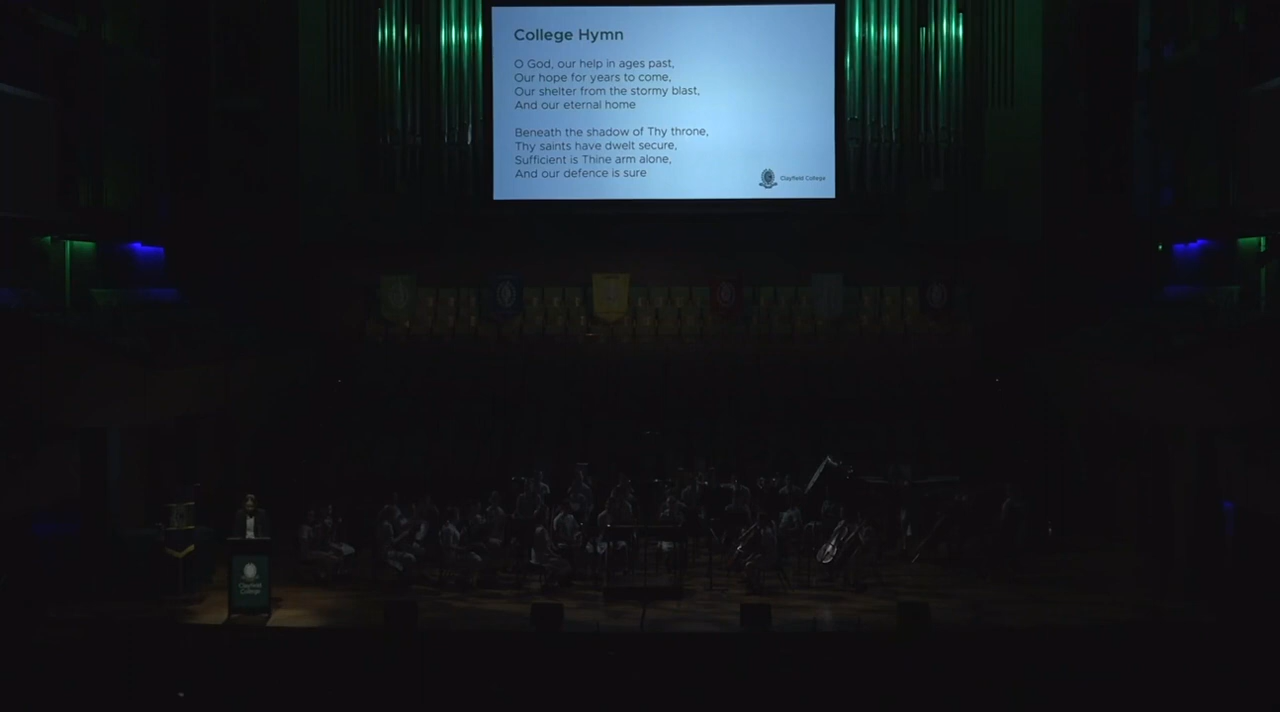 College Hymn
O God, our help in ages past,
Our hope for years to come,
Our shelter from the stormy blast,
And our eternal home
Beneath the shadow of Thy throne,
Thy saints have dwelt secure,
Sufficient is Thine arm alone,
And our defence is sure
Clayfield College
Clayfield
College